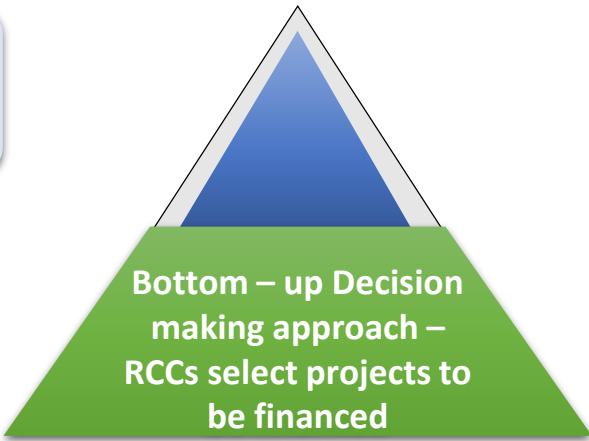 Bottom – up Decision
making approach –
RCCs select projects to
be financed